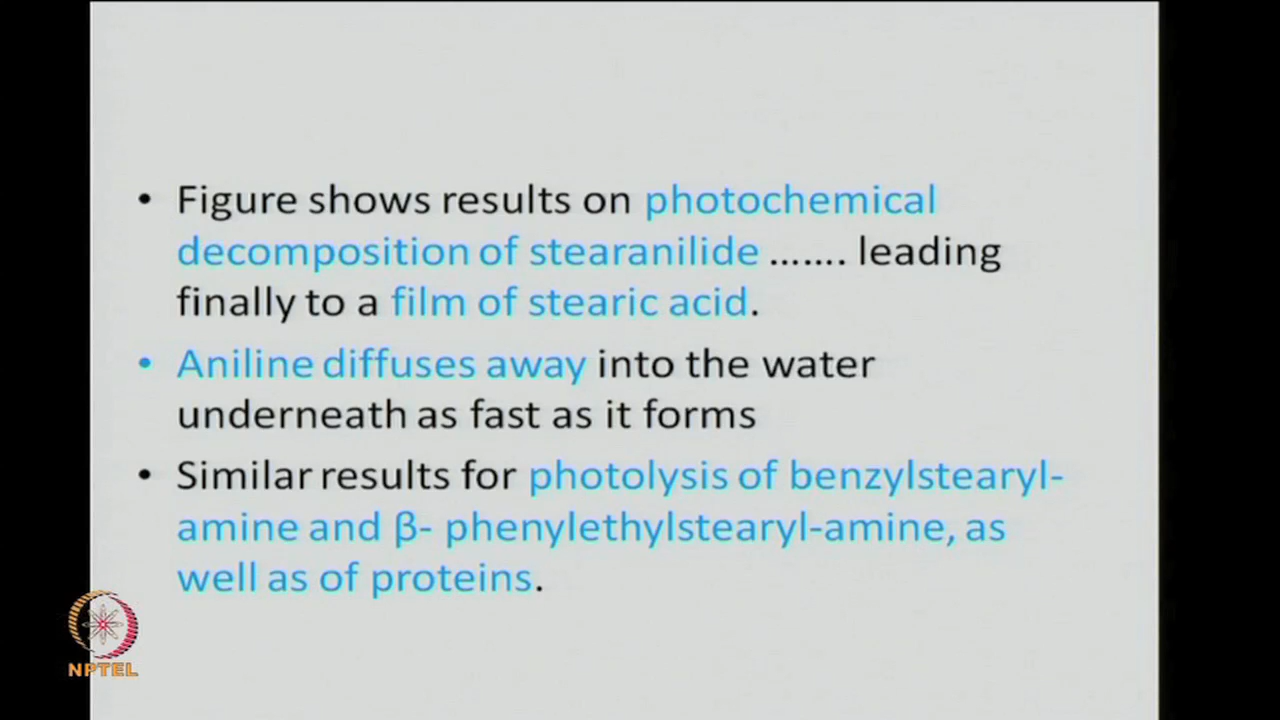 • Figure shows results on photochemical
decomposition of stearanilide ....... leading
finally to a film of stearic acid.
• Aniline diffuses away into the water
underneath as fast as it forms
• Similar results for photolysis of benzylstearyl-
amine and β- phenylethylstearyl-amine, as
well as of proteins.
NPTEL